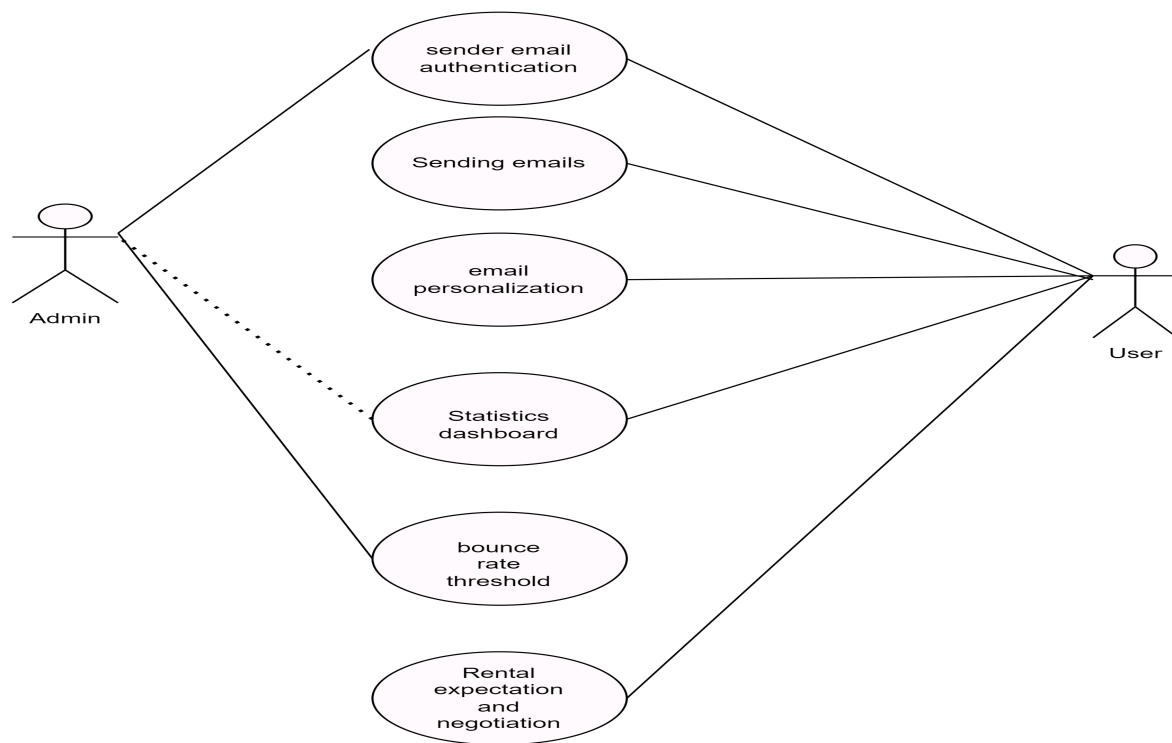 sender email
authentication
Sending emails
email
personalization
Admin
User
Statistics
dashboard
bounce
rate
threshold
Rental
expectation
and
negotiation